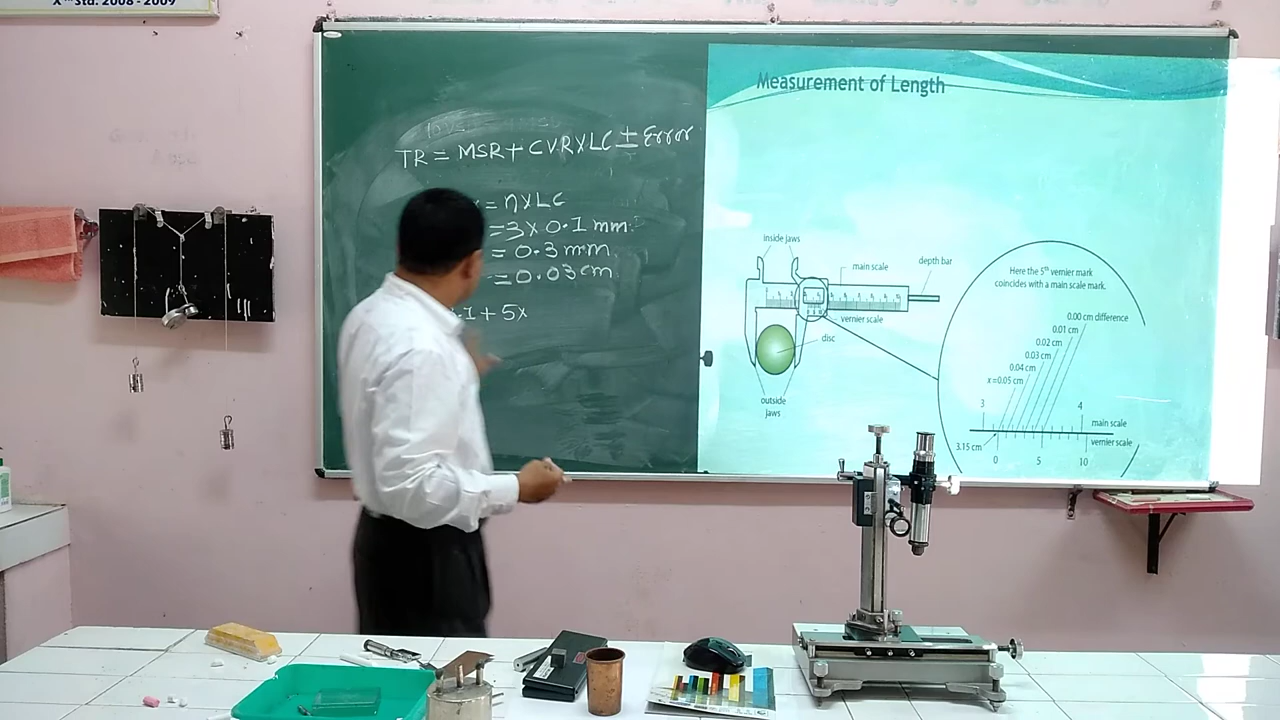 Xth Std. 2008 - 2009
TR = MSR + CVR X LC ± Error
= n X LC
= 3 X 0.1 mm
= 0.3 mm
= 0.03 cm
.1 + 5X
Measurement of Length
inside jaws
main scale
depth bar
vernier scale
disc
outside
jaws
Here the 5th vernier mark
coincides with a main scale mark.
0.00 cm difference
0.01 cm
0.02 cm
0.03 cm
0.04 cm
x = 0.05 cm
3 4
main scale
3.15 cm
vernier scale
0 5 10